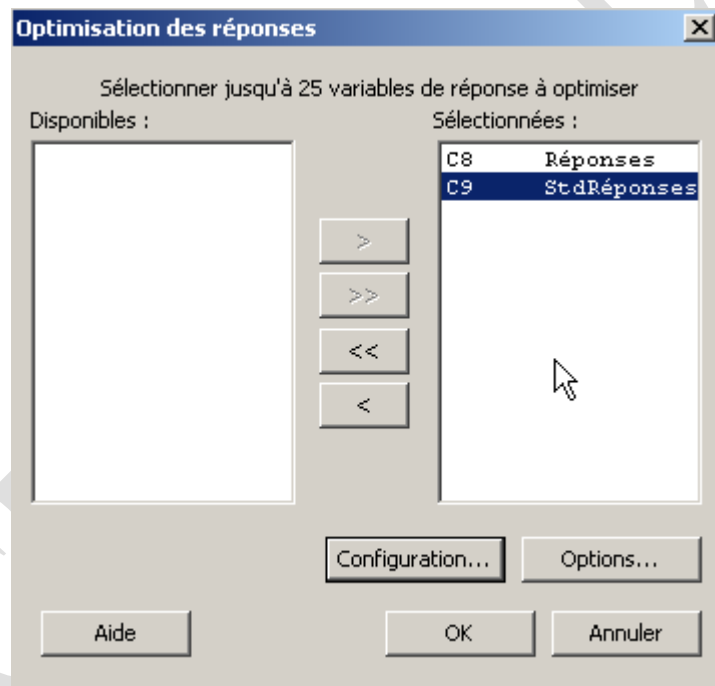 Optimisation des réponses
Sélectionner jusqu'à 25 variables de réponse à optimiser
Disponibles :
Sélectionnées :
C8 Réponses
C9 StdRéponses
>
>>
<<
<
Configuration...
Options...
Aide
OK
Annuler